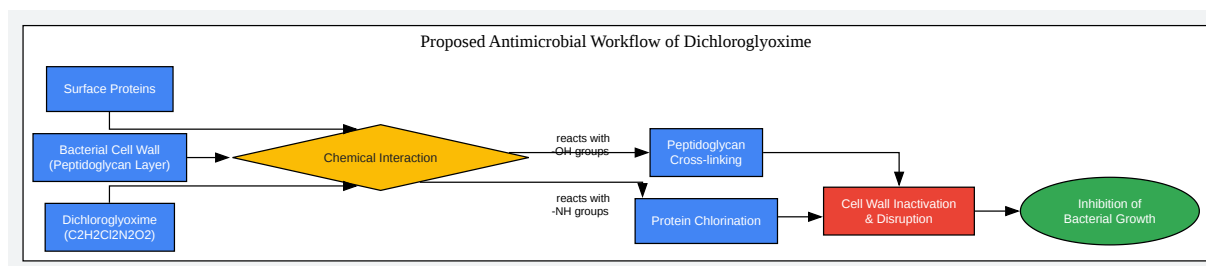 Proposed Antimicrobial Workflow of Dichloroglyoxime
Surface Proteins
Bacterial Cell Wall
(Peptidoglycan Layer)
Dichloroglyoxime
(C2H2Cl2N2O2)
Chemical Interaction
reacts with
-OH groups
reacts with
-NH groups
Peptidoglycan
Cross-linking
Protein Chlorination
Cell Wall Inactivation
& Disruption
Inhibition of
Bacterial Growth